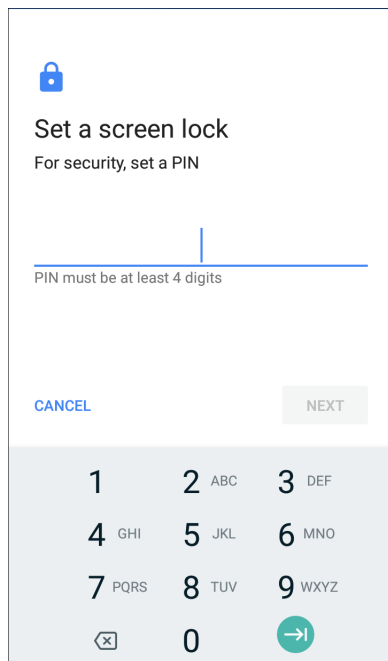 Set a screen lock
For security, set a PIN
PIN must be at least 4 digits
CANCEL NEXT
1 2 ABC 3 DEF
4 GHI 5 JKL 6 MNO
7 PQRS 8 TUV 9 WXYZ
0